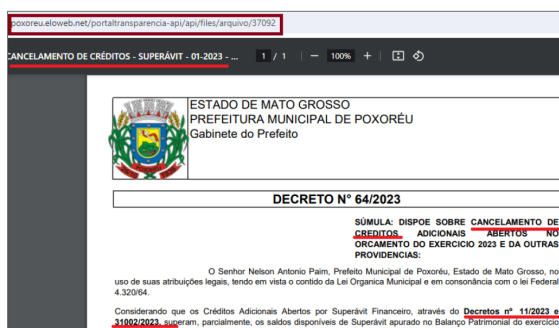 poxoreu.eloweb.net/portaltransparencia-api/api/files/arquivo/37092
CANCELAMENTO DE CRÉDITOS - SUPERÁVIT - 01-2023 - ... 1 / 1 | — 100% + |
ESTADO DE MATO GROSSO
PREFEITURA MUNICIPAL DE POXORÉU
Gabinete do Prefeito
DECRETO N° 64/2023
SÚMULA: DISPOE SOBRE CANCELAMENTO DE
CREDITOS ADICIONAIS ABERTOS NO
ORCAMENTO DO EXERCICIO 2023 E DA OUTRAS
PROVIDENCIAS:
O Senhor Nelson Antonio Paim, Prefeito Municipal de Poxoréu, Estado de Mato Grosso, no
uso de suas atribuições legais, tendo em vista o contido da Lei Organica Municipal e em consonância com o lei Federal
4.320/64.
Considerando que os Créditos Adicionais Abertos por Superávit Financeiro, através do Decretos nº 11/2023 e
31002/2023, superam, parcialmente, os saldos disponíveis de Superávit apurado no Balanço Patrimonial do exercício